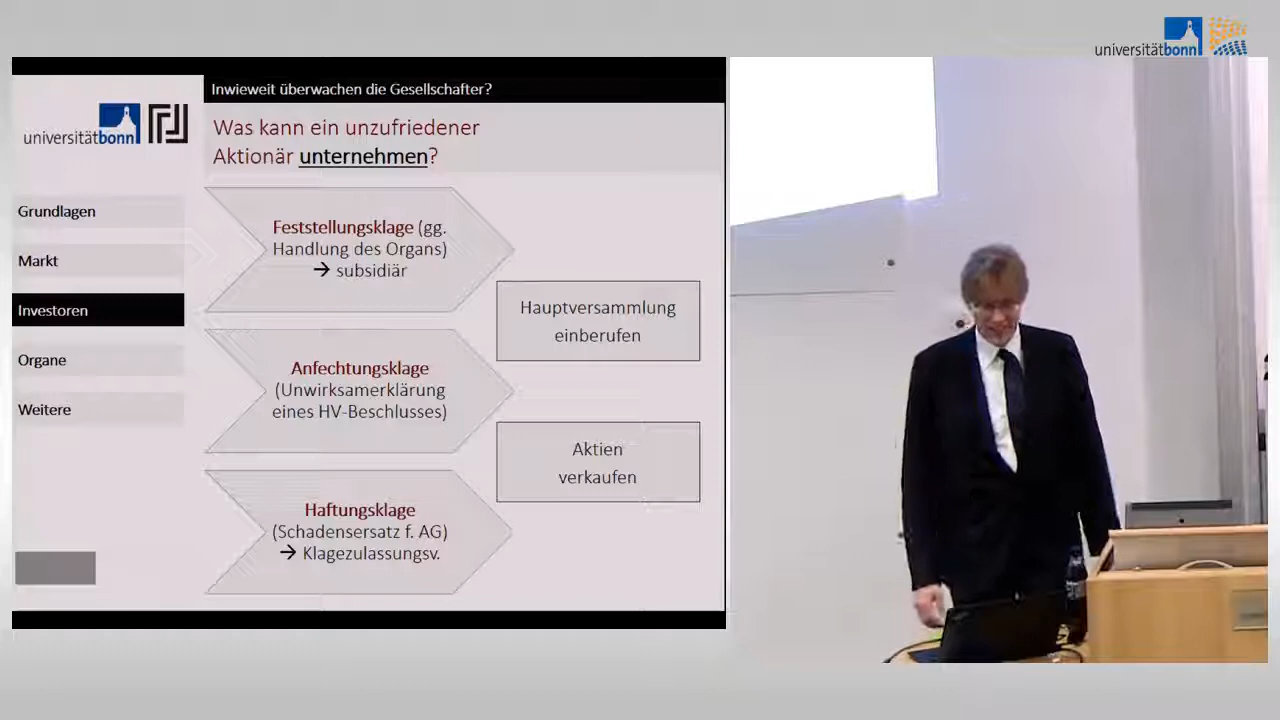 universitätbonn
Inwieweit überwachen die Gesellschafter?
universitätbonn
Was kann ein unzufriedener
Aktionär unternehmen?
Grundlagen
Markt
Investoren
Organe
Weitere
Feststellungsklage (gg.
Handlung des Organs)
→ subsidiär
Anfechtungsklage
(Unwirksamerklärung
eines HV-Beschlusses)
Haftungsklage
(Schadensersatz f. AG)
→ Klagezulassungsv.
Hauptversammlung
einberufen
Aktien
verkaufen